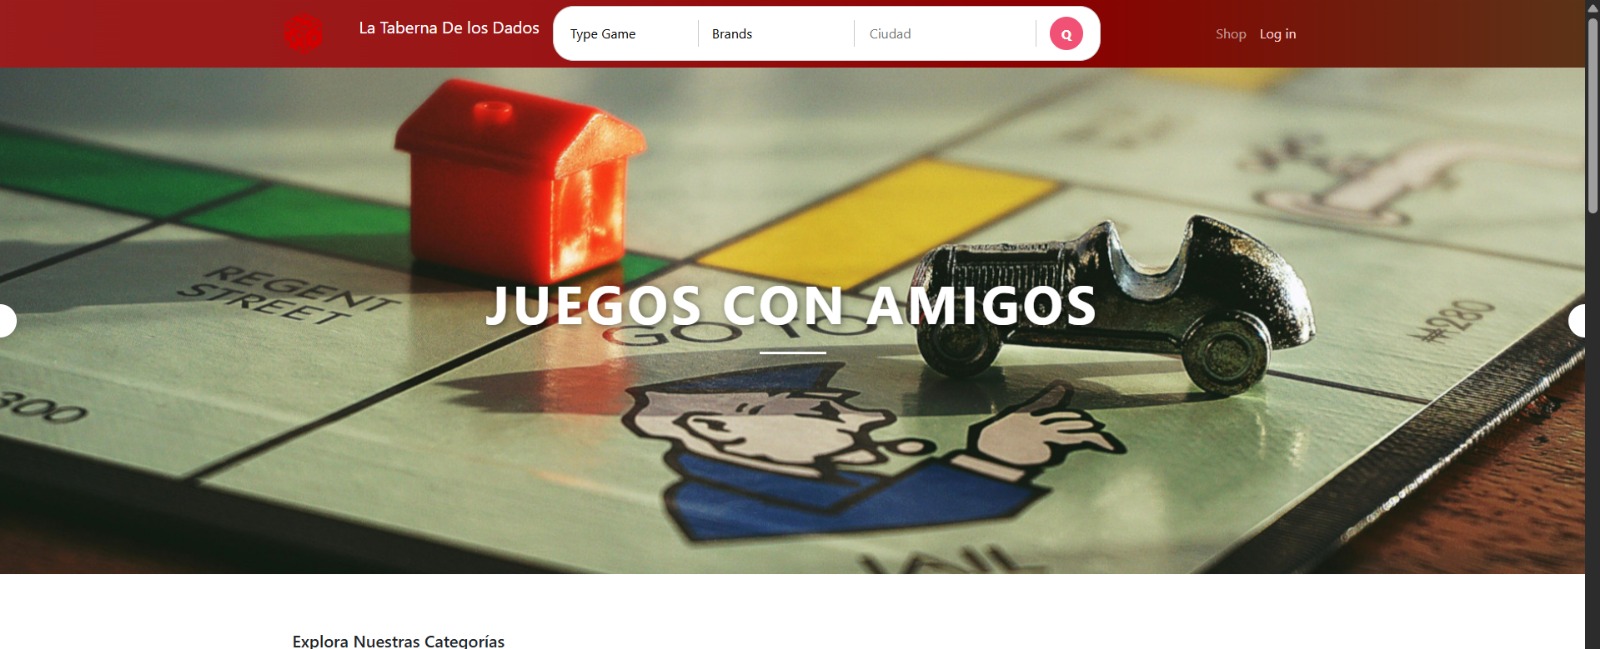 La Taberna De los Dados
Type Game
Brands
Ciudad
Q
Shop
Log in
REGENT
STREET
JUEGOS CON AMIGOS
GO TO
₩280
300
JAIL
Explora Nuestras Categorías